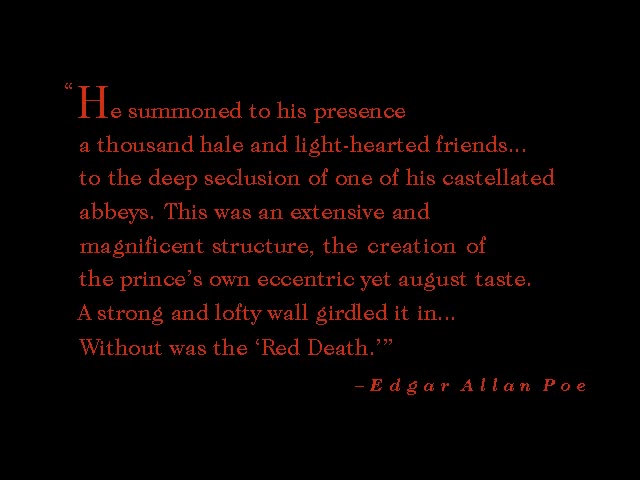 “He summoned to his presence
a thousand hale and light-hearted friends...
to the deep seclusion of one of his castellated
abbeys. This was an extensive and
magnificent structure, the creation of
the prince’s own eccentric yet august taste.
A strong and lofty wall girdled it in...
Without was the ‘Red Death.’”
– Edgar Allan Poe